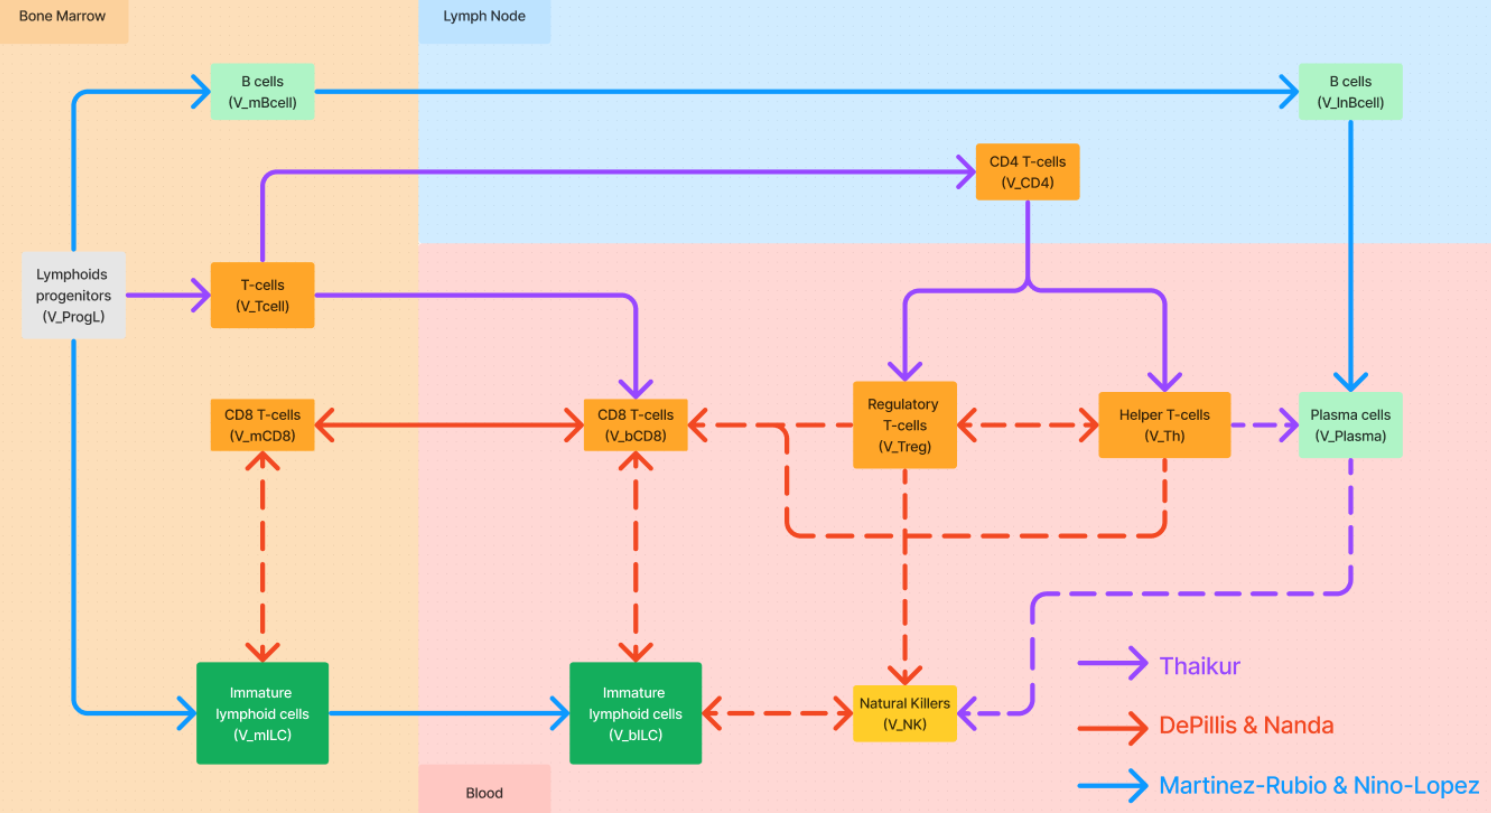 Bone Marrow
Lymph Node
B cells
(V_mBcell)
B cells
(V_lnBcell)
CD4 T-cells
(V_CD4)
Lymphoids
progenitors
(V_ProgL)
T-cells
(V_Tcell)
CD8 T-cells
(V_mCD8)
CD8 T-cells
(V_bCD8)
Regulatory
T-cells
(V_Treg)
Helper T-cells
(V_Th)
Plasma cells
(V_Plasma)
Immature
lymphoid cells
(V_mILC)
Immature
lymphoid cells
(V_bILC)
Natural Killers
(V_NK)
Thaikur
DePillis & Nanda
Martinez-Rubio & Nino-Lopez
Blood